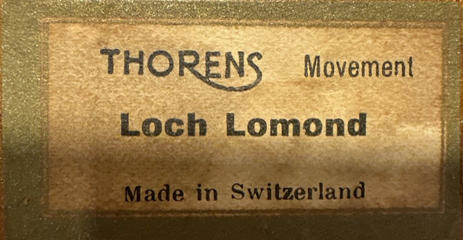 THORENS Movement
Loch Lomond
Made in Switzerland